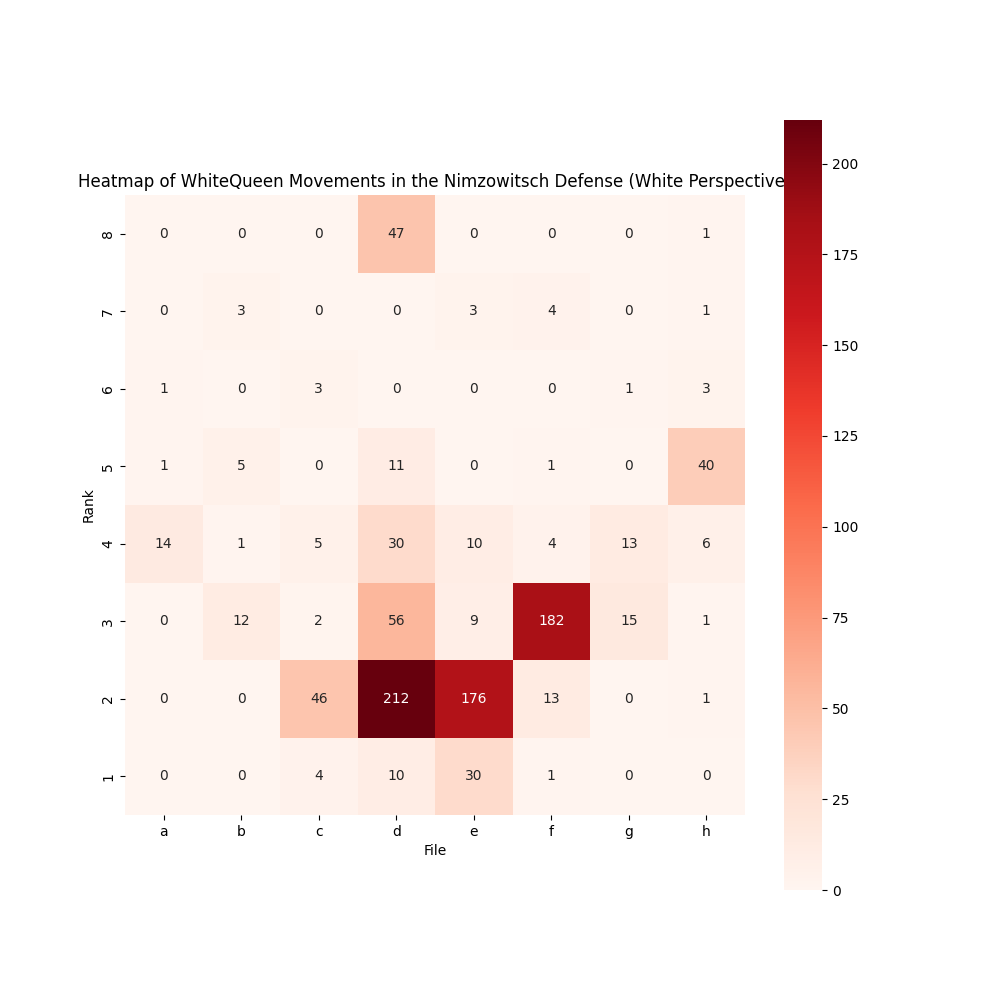 Heatmap of WhiteQueen Movements in the Nimzowitsch Defense (White Perspective
8 0 0 0 47 0 0 0 1
7 0 3 0 0 3 4 0 1
6 1 0 3 0 0 0 1 3
5 1 5 0 11 0 1 0 40
Rank
4 14 1 5 30 10 4 13 6
3 0 12 2 56 9 182 15 1
2 0 0 46 212 176 13 0 1
1 0 0 4 10 30 1 0 0
a b c d e f g h
File
200
175
150
125
100
75
50
25
0